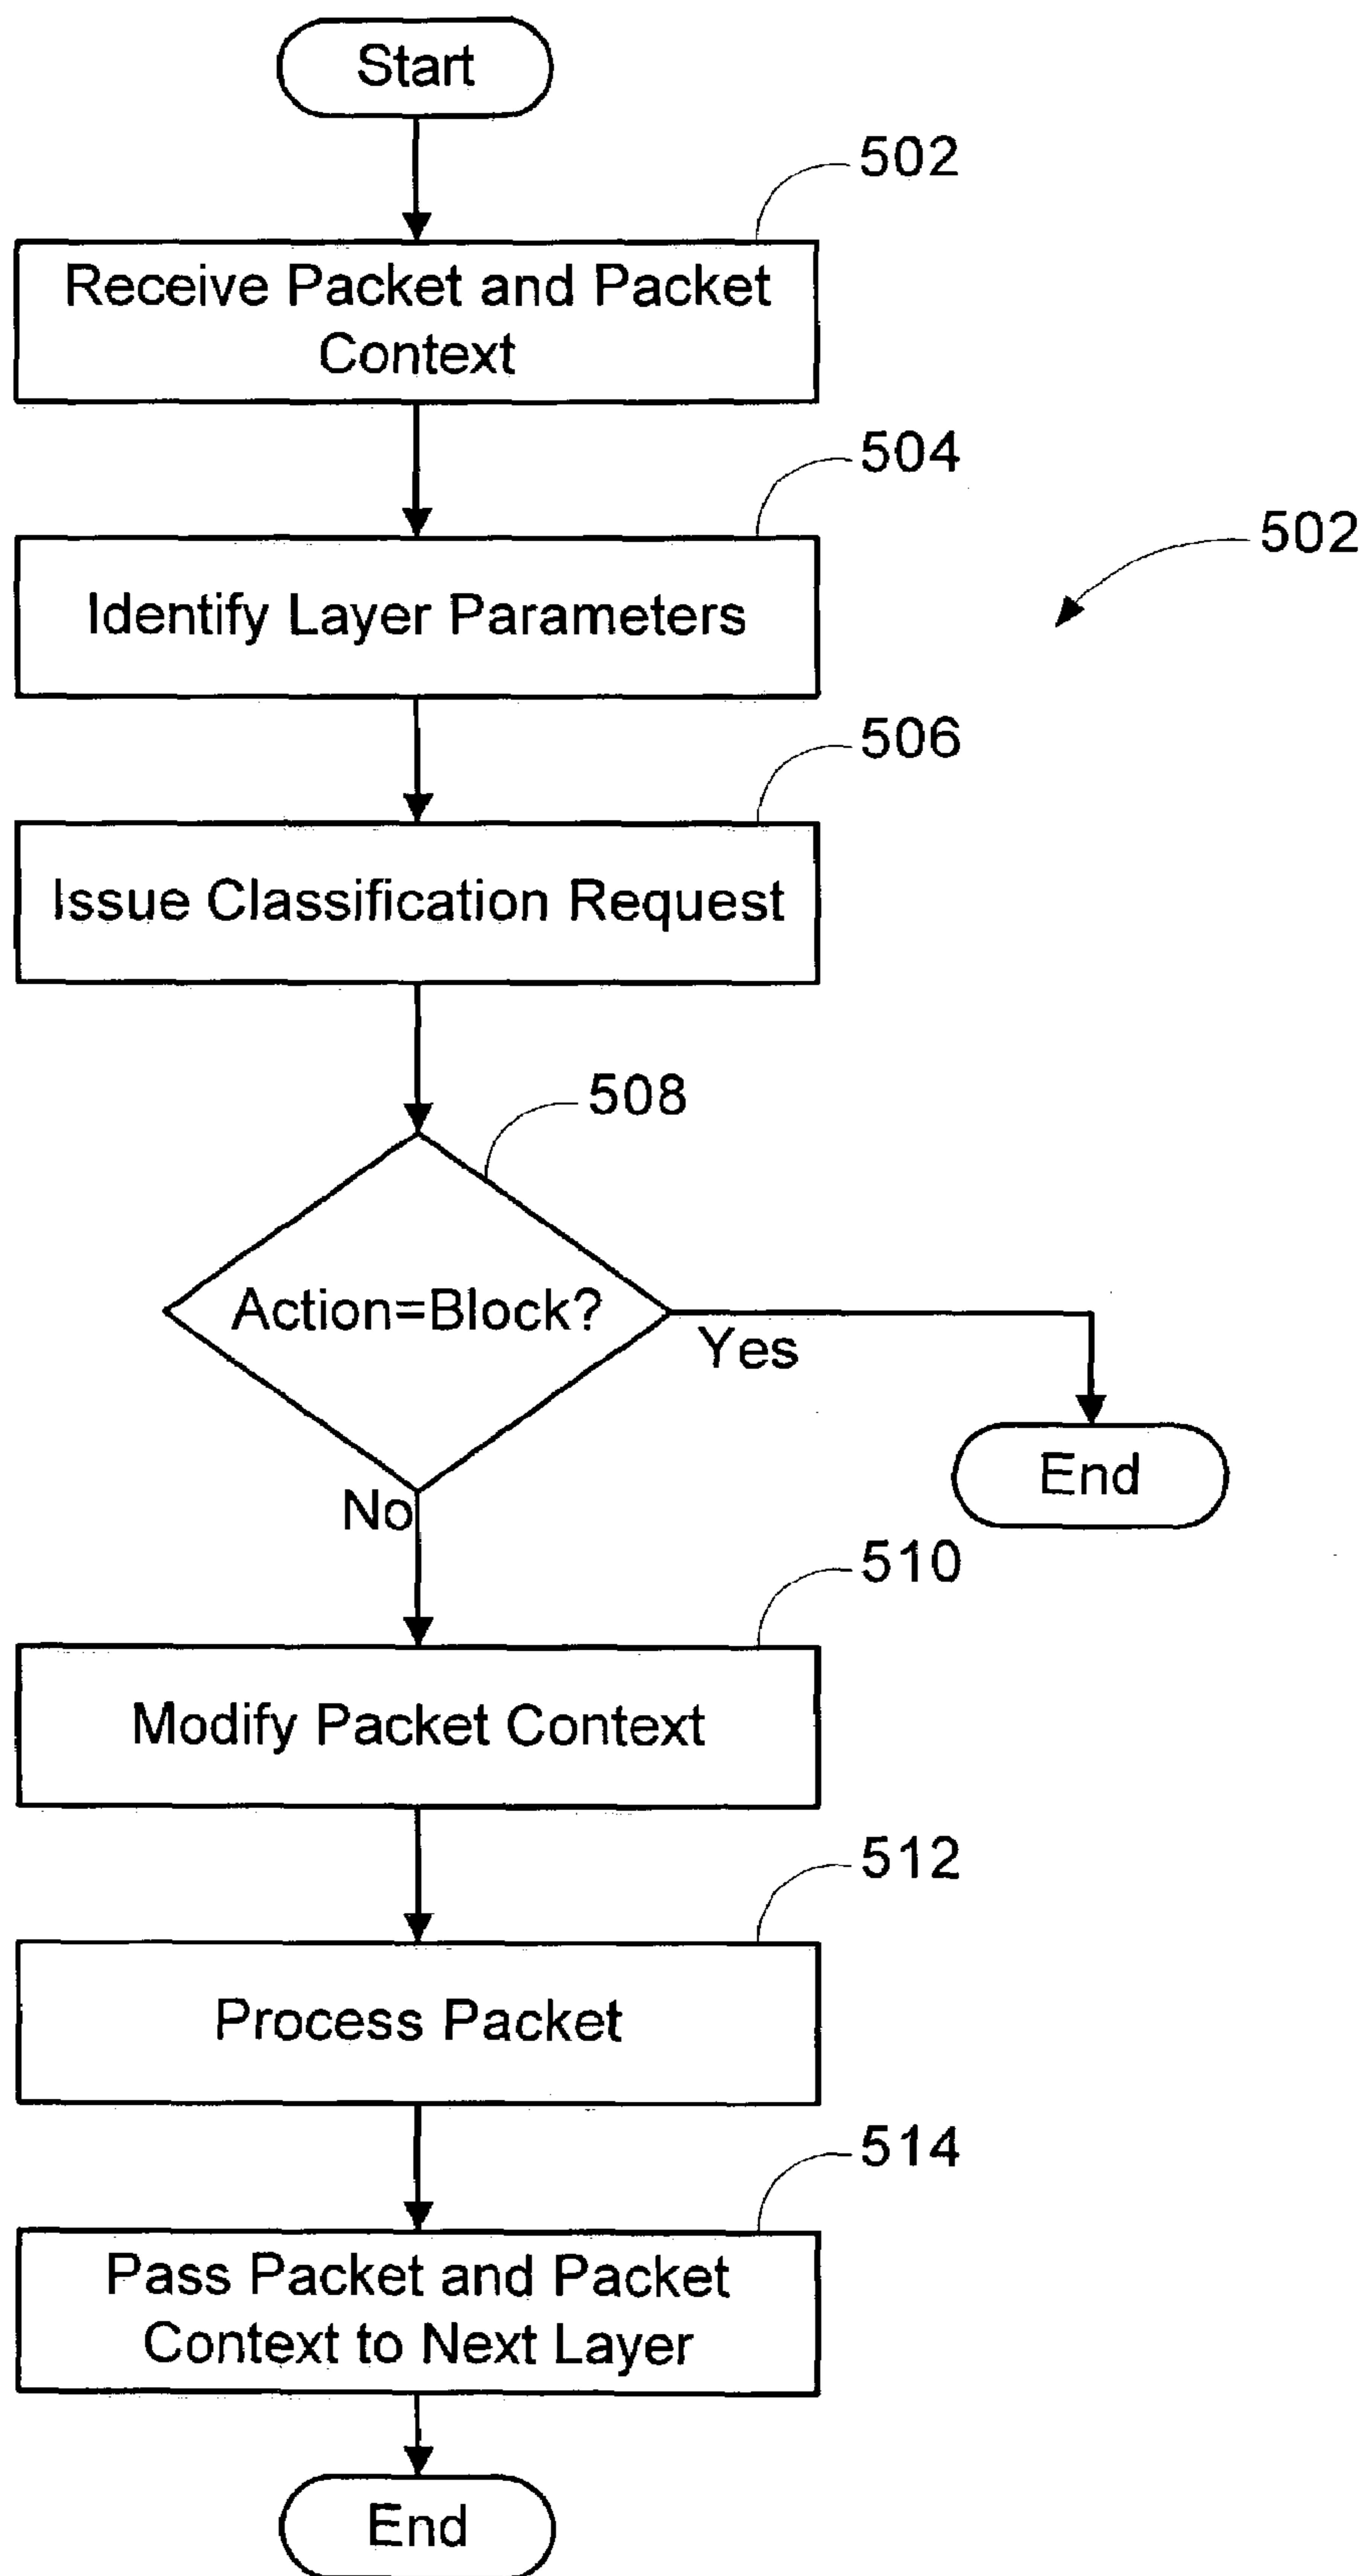 Start
502
Receive Packet and Packet
Context
504
502
Identify Layer Parameters
506
Issue Classification Request
508
Action=Block?
Yes
End
No
510
Modify Packet Context
512
Process Packet
514
Pass Packet and Packet
Context to Next Layer
End